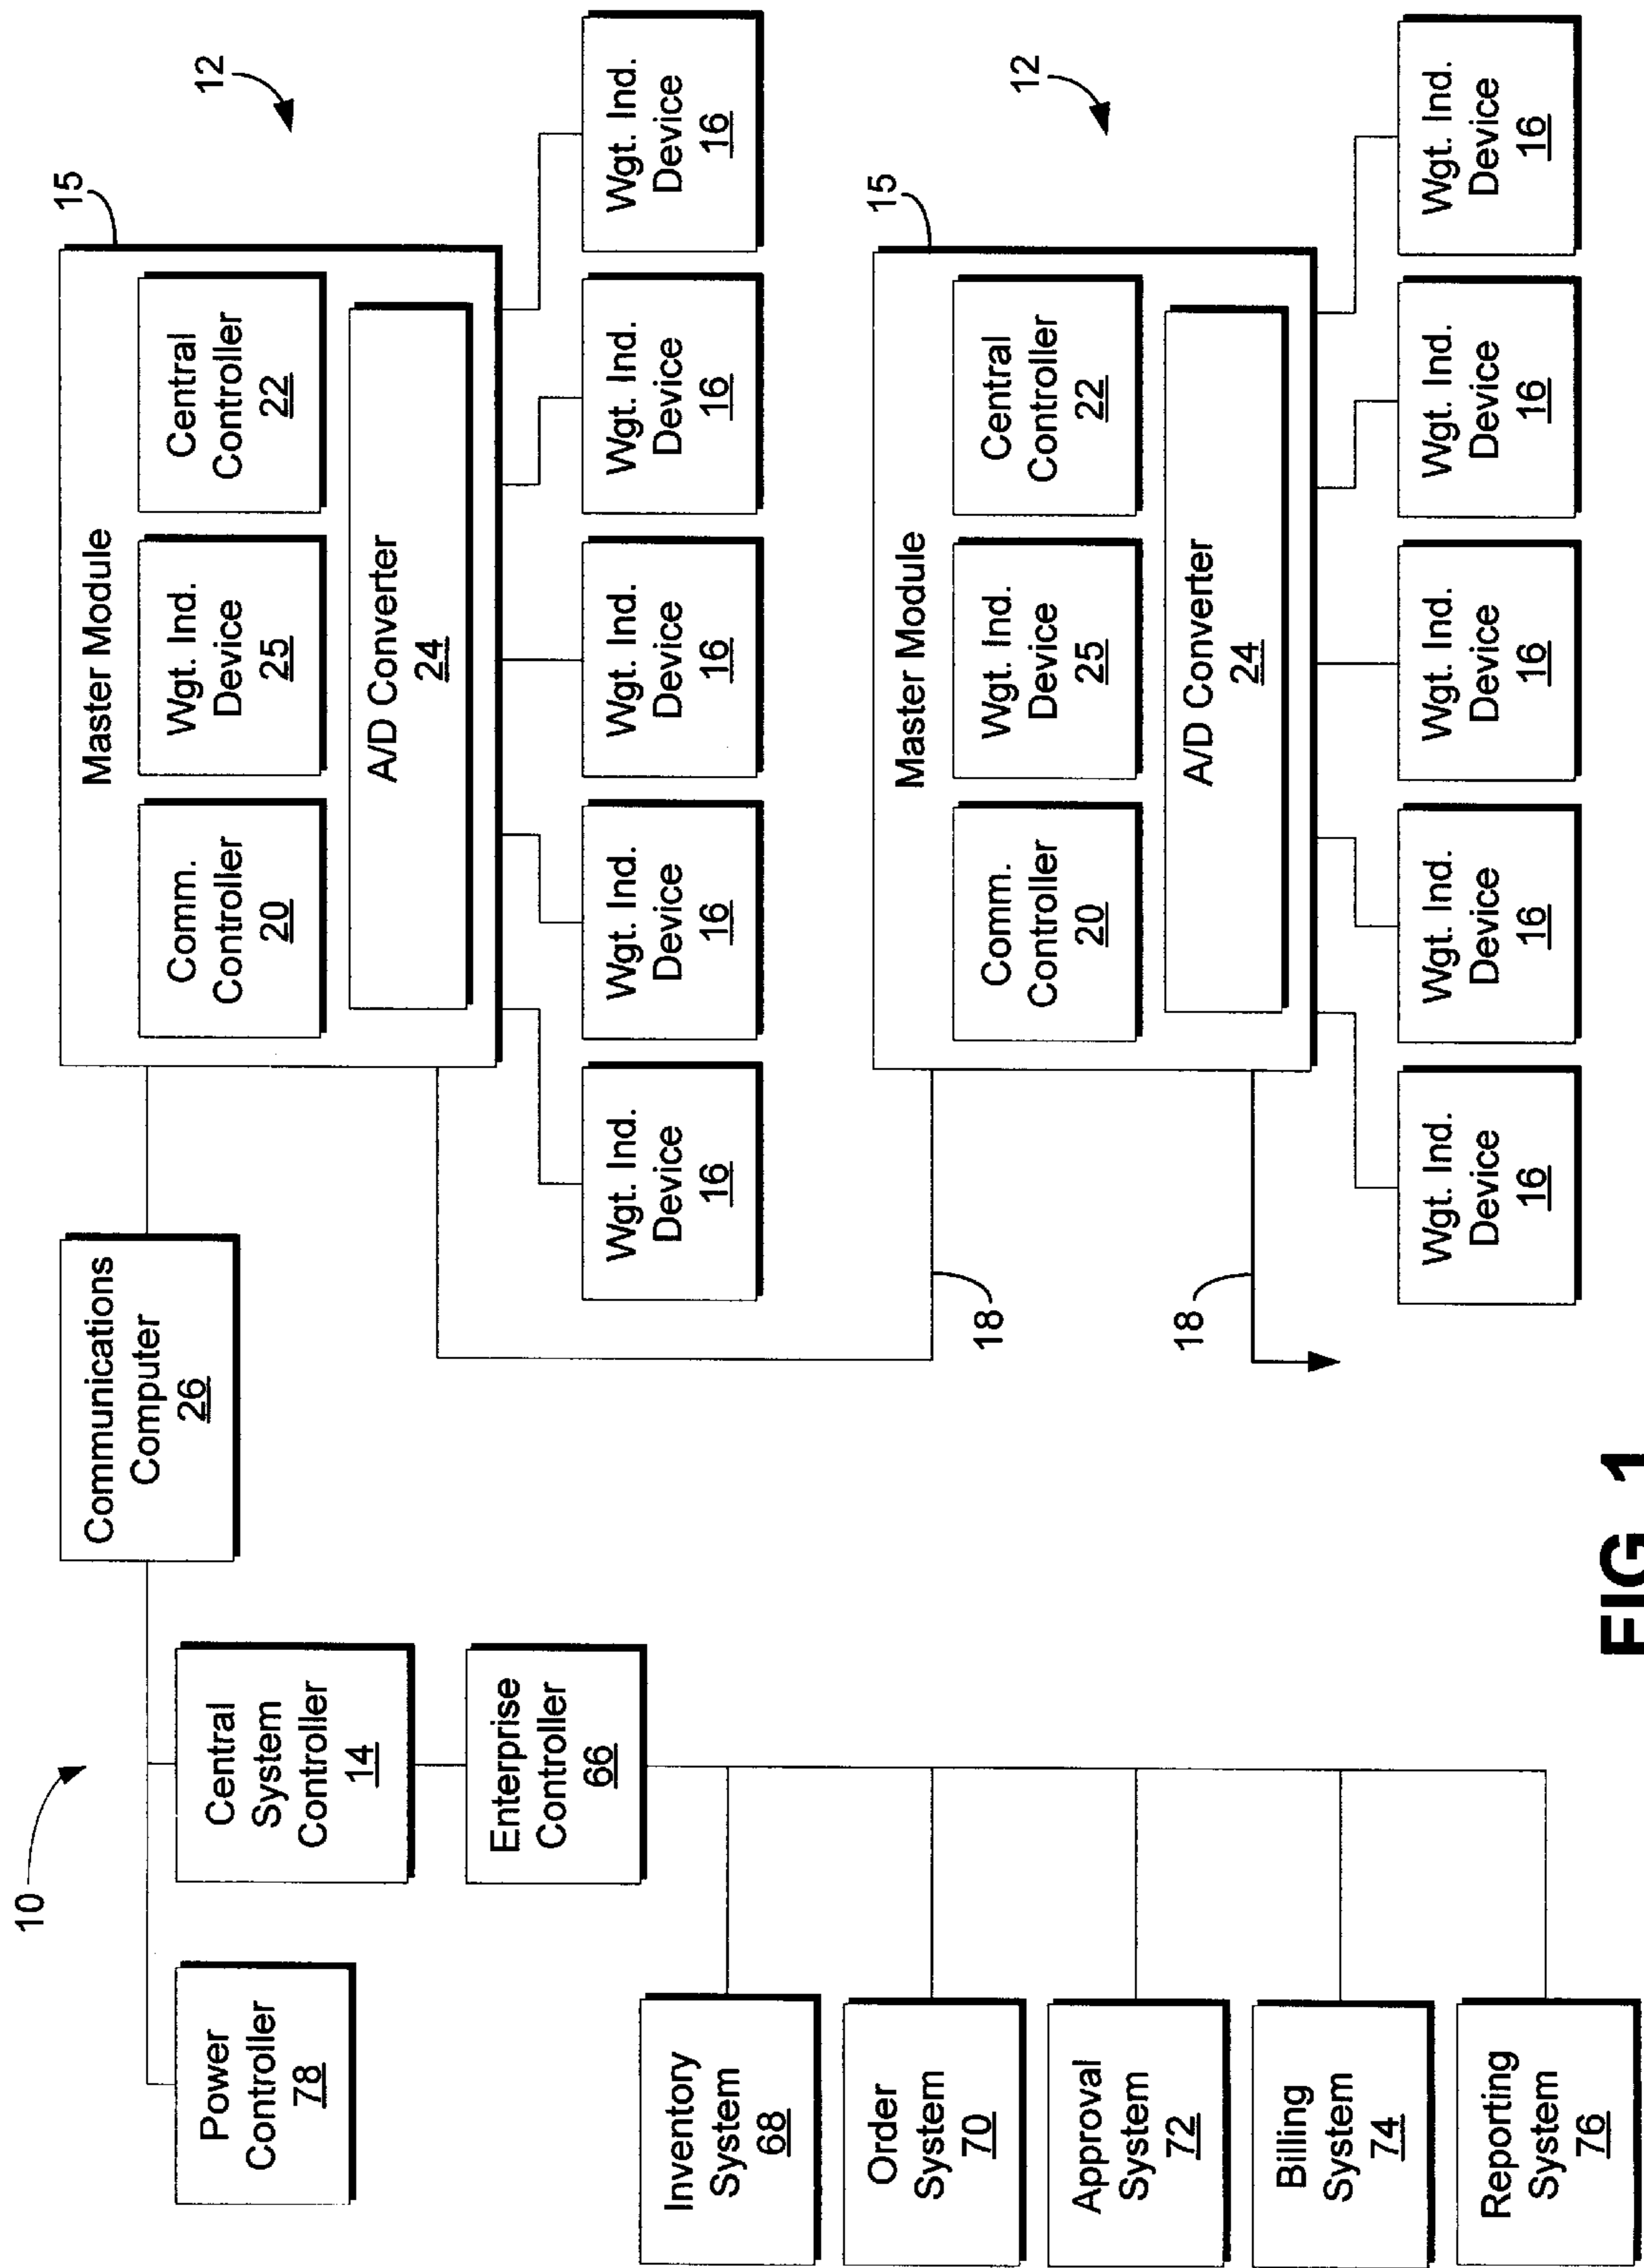 10
Power
Controller
78
Central
System
Controller
14
Enterprise
Controller
66
Inventory
System
68
Order
System
70
Approval
System
72
Billing
System
74
Reporting
System
76
Communications
Computer
26
15
12
Master Module
Comm.
Controller
20
Wgt. Ind.
Device
25
Central
Controller
22
A/D Converter
24
Wgt. Ind.
Device
16
Wgt. Ind.
Device
16
Wgt. Ind.
Device
16
Wgt. Ind.
Device
16
Wgt. Ind.
Device
16
18
15
12
Master Module
Comm.
Controller
20
Wgt. Ind.
Device
25
Central
Controller
22
A/D Converter
24
18
Wgt. Ind.
Device
16
Wgt. Ind.
Device
16
Wgt. Ind.
Device
16
Wgt. Ind.
Device
16
Wgt. Ind.
Device
16
FIG. 1